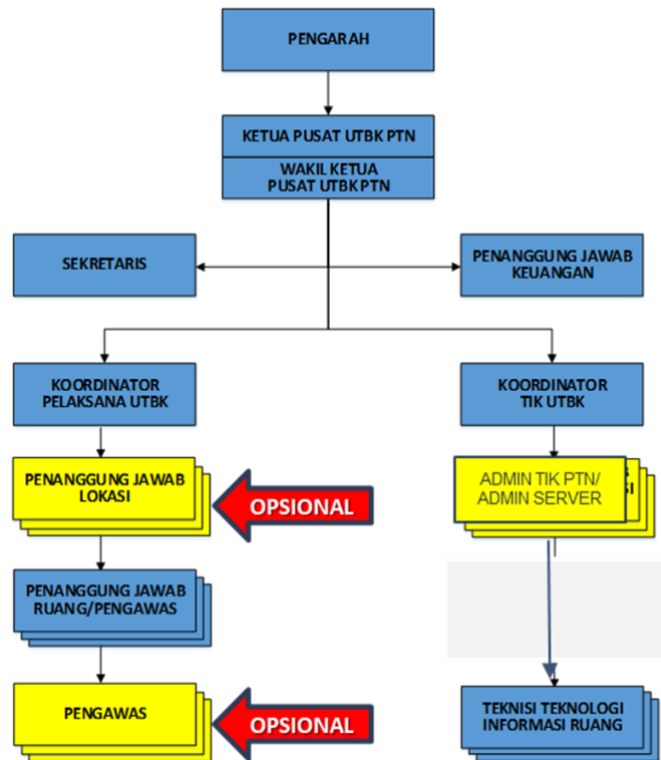 PENGARAH
KETUA PUSAT UTBK PTN
WAKIL KETUA
PUSAT UTBK PTN
SEKRETARIS
PENANGGUNG JAWAB
KEUANGAN
KOORDINATOR
PELAKSANA UTBK
KOORDINATOR
TIK UTBK
PENANGGUNG JAWAB
LOKASI
OPSIONAL
ADMIN TIK PTN/
ADMIN SERVER
PENANGGUNG JAWAB
RUANG/PENGAWAS
PENGAWAS
OPSIONAL
TEKNISI TEKNOLOGI
INFORMASI RUANG